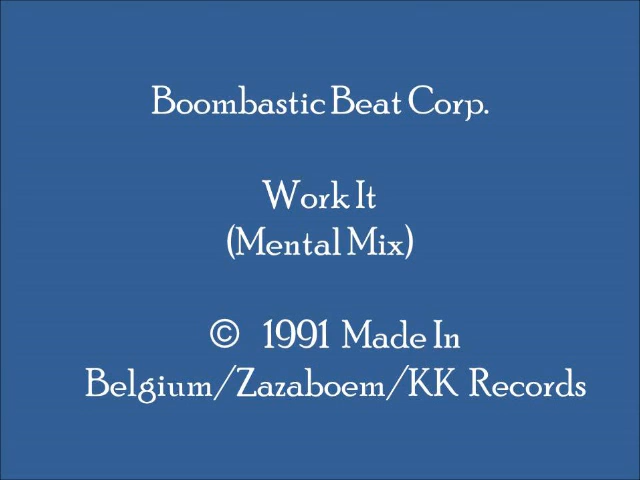 Boombastic Beat Corp.
Work It
(Mental Mix)
© 1991 Made In
Belgium/Zazaboem/KK Records